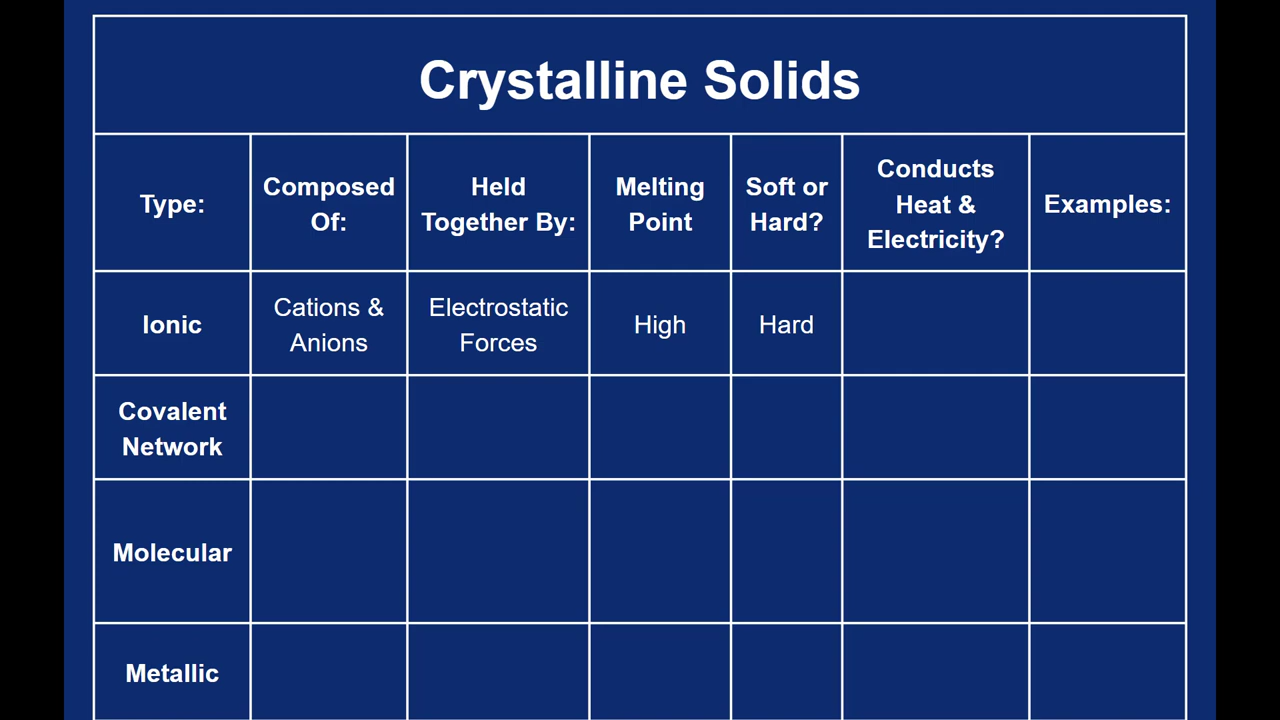 Crystalline Solids
Type:
Composed
Of:
Held
Together By:
Melting
Point
Soft or
Hard?
Conducts
Heat &
Electricity?
Examples:
Ionic
Cations &
Anions
Electrostatic
Forces
High
Hard
Covalent
Network
Molecular
Metallic